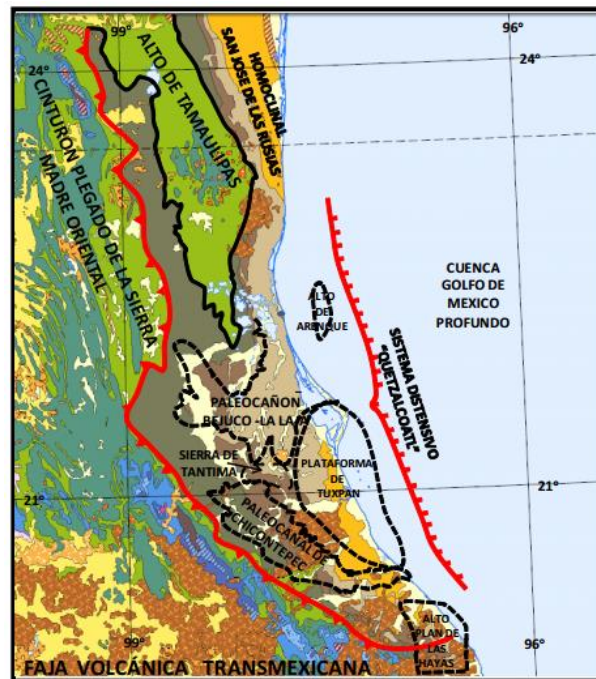 99°
96°
24°
24°
HOMOCLINAL
SAN JOSE DE LAS RUSIAS
ALTO DE TAMAULIPAS
CINTURON PLEGADO DE LA SIERRA
MADRE ORIENTAL
CUENCA
GOLFO DE
MEXICO
PROFUNDO
ALTO
DE
ARENQUE
SISTEMA DISTENSIVO
"QUETZALCOATL"
PALEOCAÑON
BEJUCO -LA LAJA
SIERRA DE
TANTIMA
PLATAFORMA
DE
TUXPAN
21°
21°
PALEOCANAL DE
CHICONTEPEC
ALTO
PLAN DE
LAS
HAYAS
99°
96°
FAJA VOLCÁNICA TRANSMEXICANA